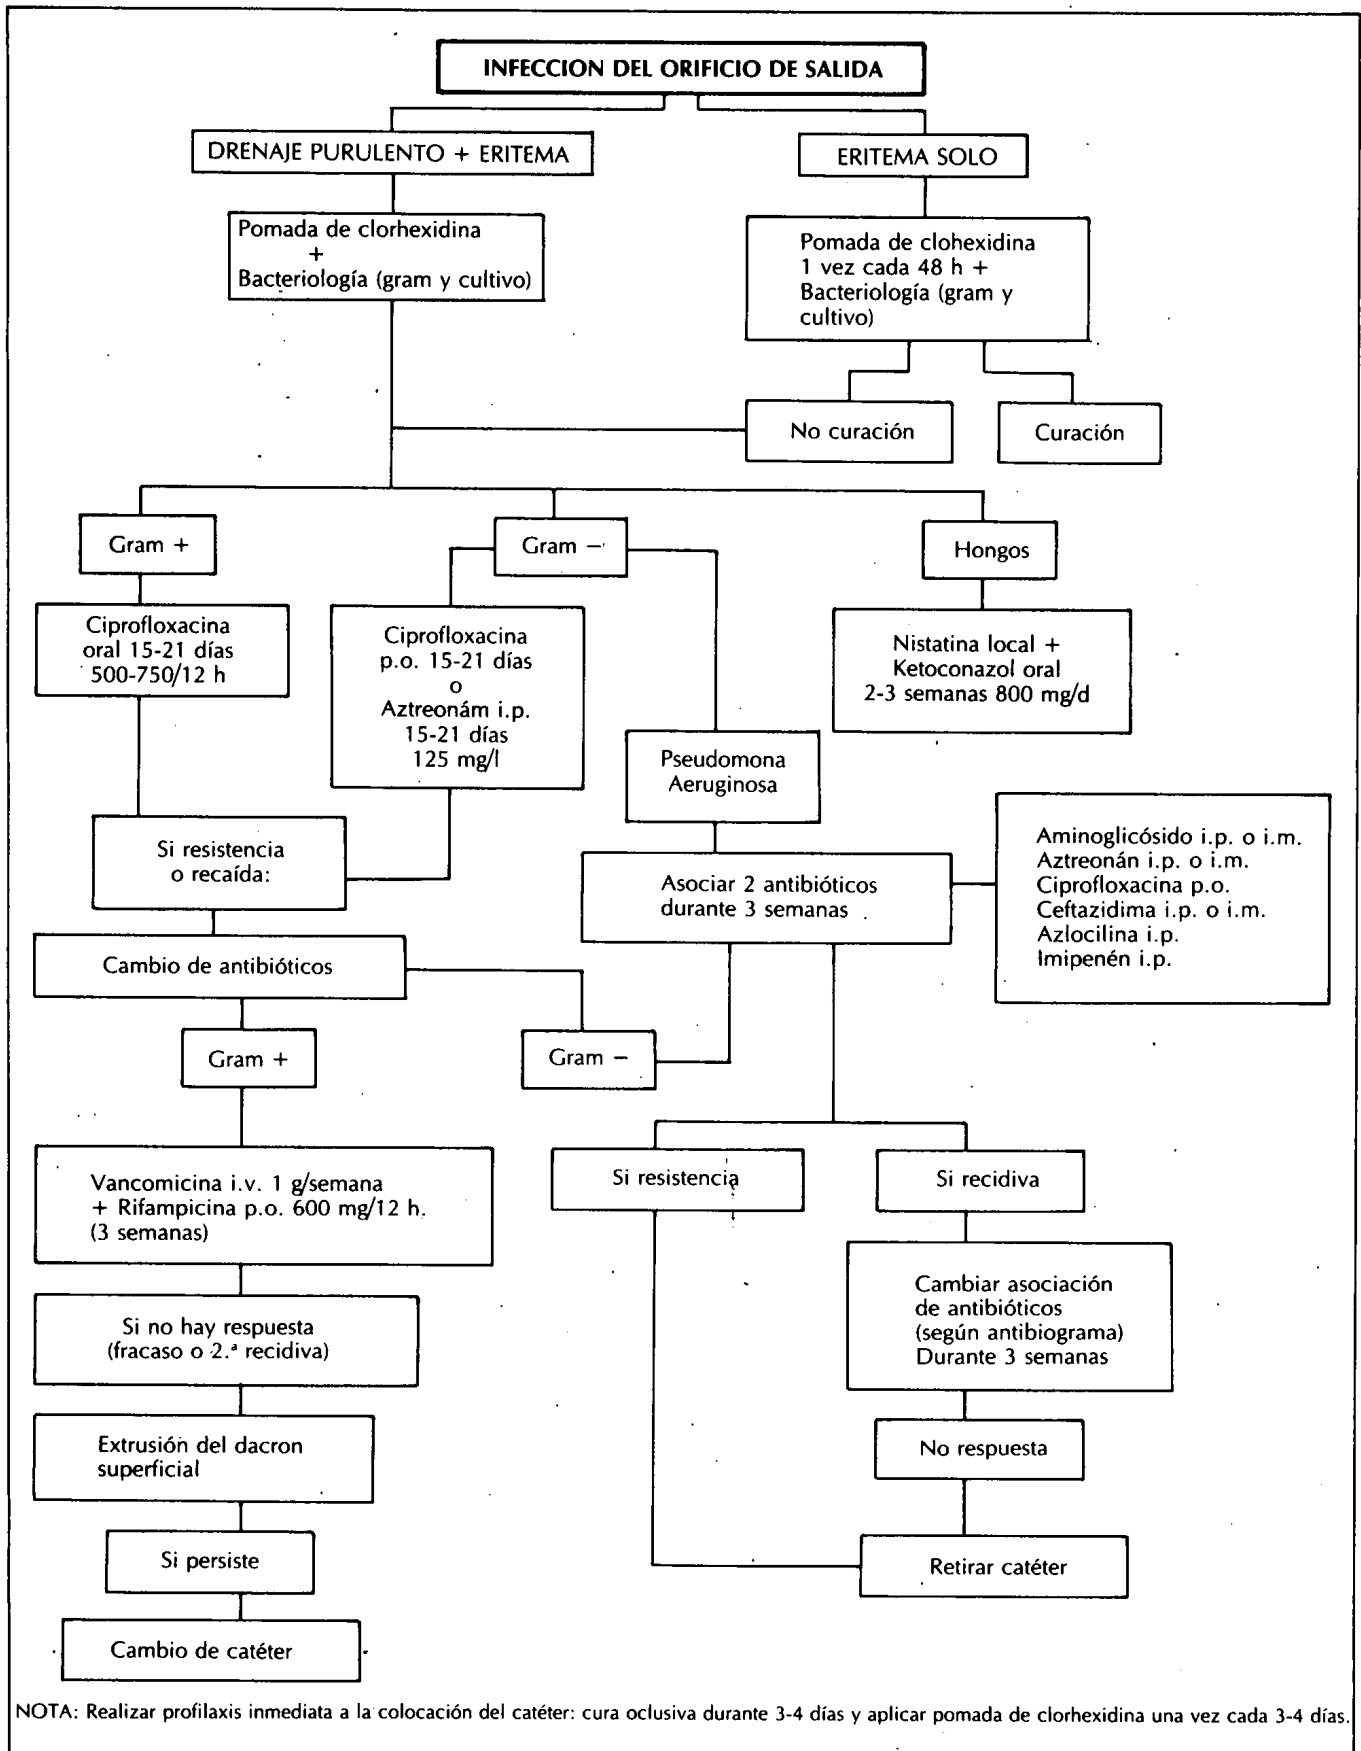 INFECCION DEL ORIFICIO DE SALIDA
DRENAJE PURULENTO + ERITEMA
ERITEMA SOLO
Pomada de clorhexidina
+
Bacteriología (gram y cultivo)
Pomada de clohexidina
1 vez cada 48 h +
Bacteriología (gram y
cultivo)
No curación
Curación
Gram +
Gram −
Hongos
Ciprofloxacina
oral 15-21 días
500-750/12 h
Ciprofloxacina
p.o. 15-21 días
o
Aztreonám i.p.
15-21 días
125 mg/l
Nistatina local +
Ketoconazol oral
2-3 semanas 800 mg/d
Pseudomona
Aeruginosa
Si resistencia
o recaída:
Asociar 2 antibióticos
durante 3 semanas
Aminoglicósido i.p. o i.m.
Aztreonán i.p. o i.m.
Ciprofloxacina p.o.
Ceftazidima i.p. o i.m.
Azlocilina i.p.
Imipenén i.p.
Cambio de antibióticos
Gram +
Gram −
Vancomicina i.v. 1 g/semana
+ Rifampicina p.o. 600 mg/12 h.
(3 semanas)
Si resistencia
Si recidiva
Si no hay respuesta
(fracaso o 2.ª recidiva)
Cambiar asociación
de antibióticos
(según antibiograma)
Durante 3 semanas
Extrusión del dacron
superficial
No respuesta
Si persiste
Retirar catéter
Cambio de catéter
NOTA: Realizar profilaxis inmediata a la colocación del catéter: cura oclusiva durante 3-4 días y aplicar pomada de clorhexidina una vez cada 3-4 días.